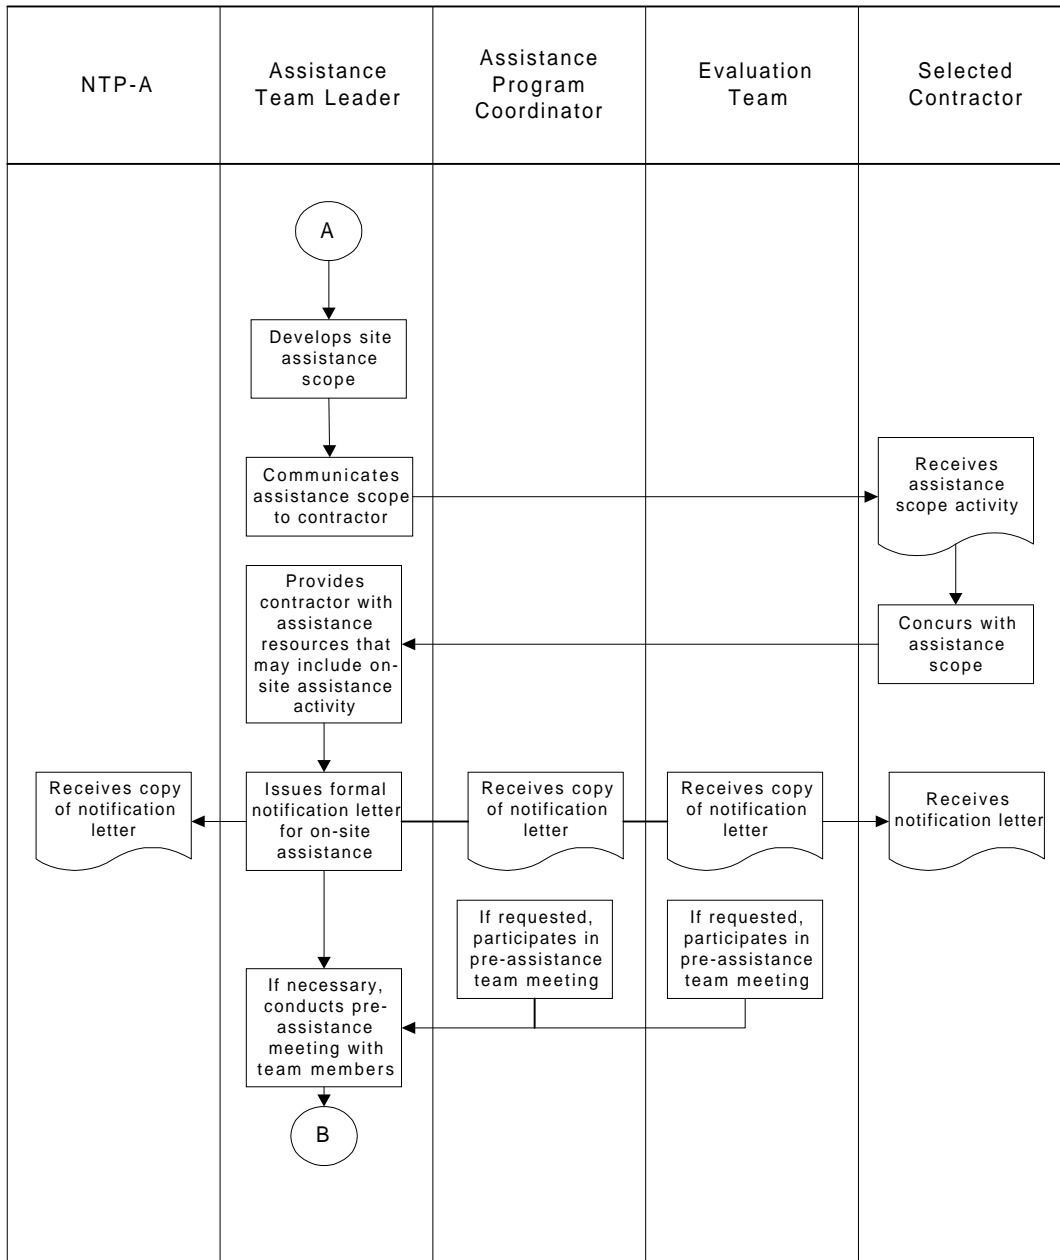 NTP-A
Assistance
Team Leader
Assistance
Program
Coordinator
Evaluation
Team
Selected
Contractor
A
Develops site
assistance
scope
Communicates
assistance scope
to contractor
Receives
assistance
scope activity
Provides
contractor with
assistance
resources that
may include on-
site assistance
activity
Concurs with
assistance
scope
Receives copy
of notification
letter
Issues formal
notification letter
for on-site
assistance
Receives copy
of notification
letter
Receives copy
of notification
letter
Receives
notification letter
If requested,
participates in
pre-assistance
team meeting
If requested,
participates in
pre-assistance
team meeting
If necessary,
conducts pre-
assistance
meeting with
team members
B